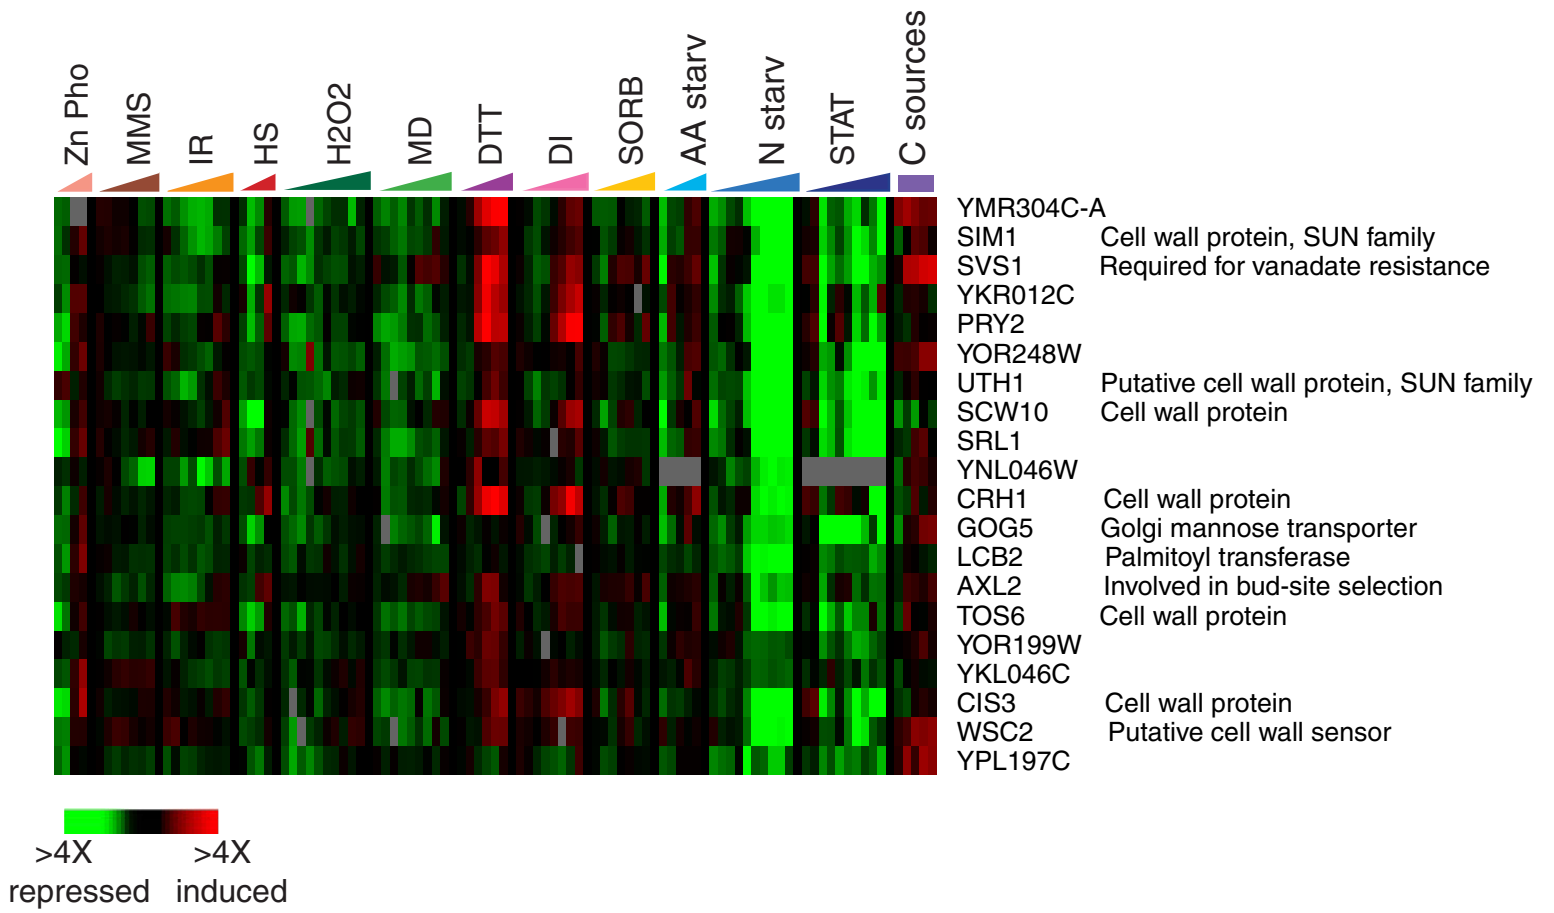 Zn Pho
MMS
IR
HS
H2O2
MD
DTT
DI
SORB
AA starv
N starv
STAT
C sources
YMR304C-A
SIM1 Cell wall protein, SUN family
SVS1 Required for vanadate resistance
YKR012C
PRY2
YOR248W
UTH1 Putative cell wall protein, SUN family
SCW10 Cell wall protein
SRL1
YNL046W
CRH1 Cell wall protein
GOG5 Golgi mannose transporter
LCB2 Palmitoyl transferase
AXL2 Involved in bud-site selection
TOS6 Cell wall protein
YOR199W
YKL046C
CIS3 Cell wall protein
WSC2 Putative cell wall sensor
YPL197C
>4X >4X
repressed induced